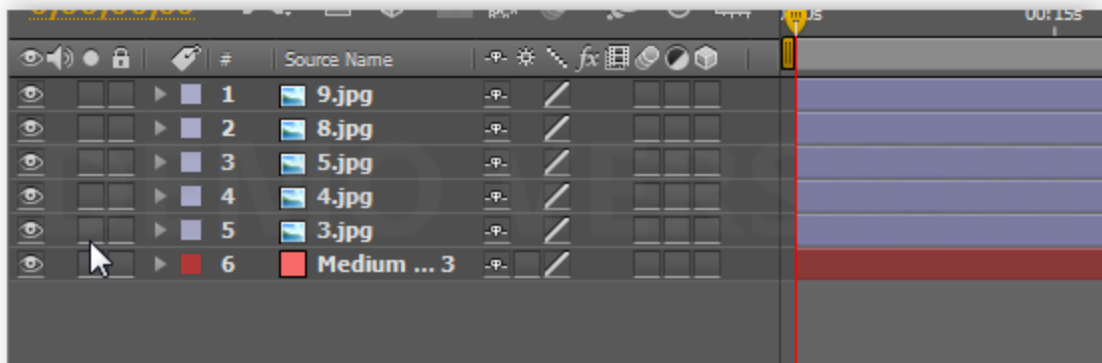 00:15s
# Source Name fx
1 9.jpg
2 8.jpg
3 5.jpg
4 4.jpg
5 3.jpg
6 Medium ... 3